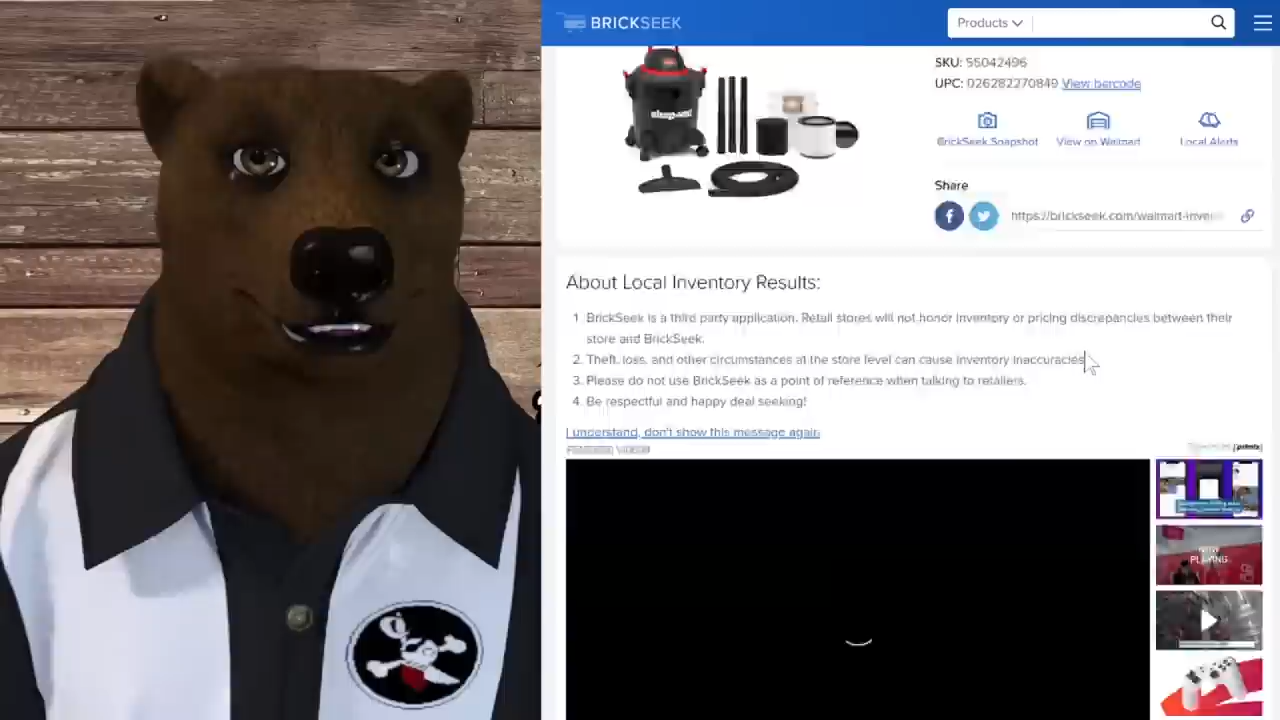 BRICKSEEK
Products
SKU: 55042496
UPC: 026282270849 View barcode
BrickSeek Snapshot
View on Walmart
Local Alerts
Share
https://brickseek.com/walmart-inven
About Local Inventory Results:
1. BrickSeek is a third party application. Retail stores will not honor inventory or pricing discrepancies between their
store and BrickSeek.
2. Theft, loss, and other circumstances at the store level can cause inventory inaccuracies
3. Please do not use BrickSeek as a point of reference when talking to retailers.
4. Be respectful and happy deal seeking!
I understand, don't show this message again
NOW
PLAYING